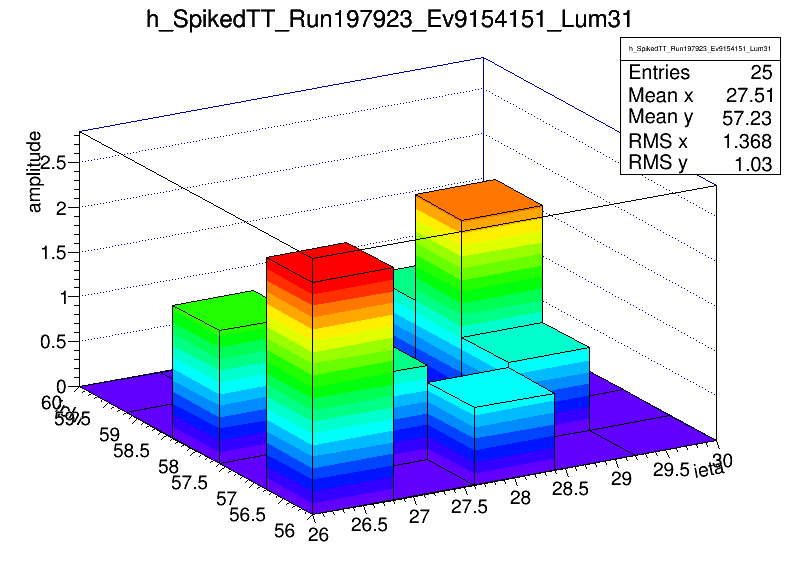 h_SpikedTT_Run197923_Ev9154151_Lum31
h_SpikedTT_Run197923_Ev9154151_Lum31
Entries 25
Mean x 27.51
Mean y 57.23
RMS x 1.368
RMS y 1.03
amplitude
2.5
2
1.5
1
0.5
0
60
59.5
59
58.5
58
57.5
57
56.5
56
26
26.5
27
27.5
28
28.5
29
29.5
30
ieta